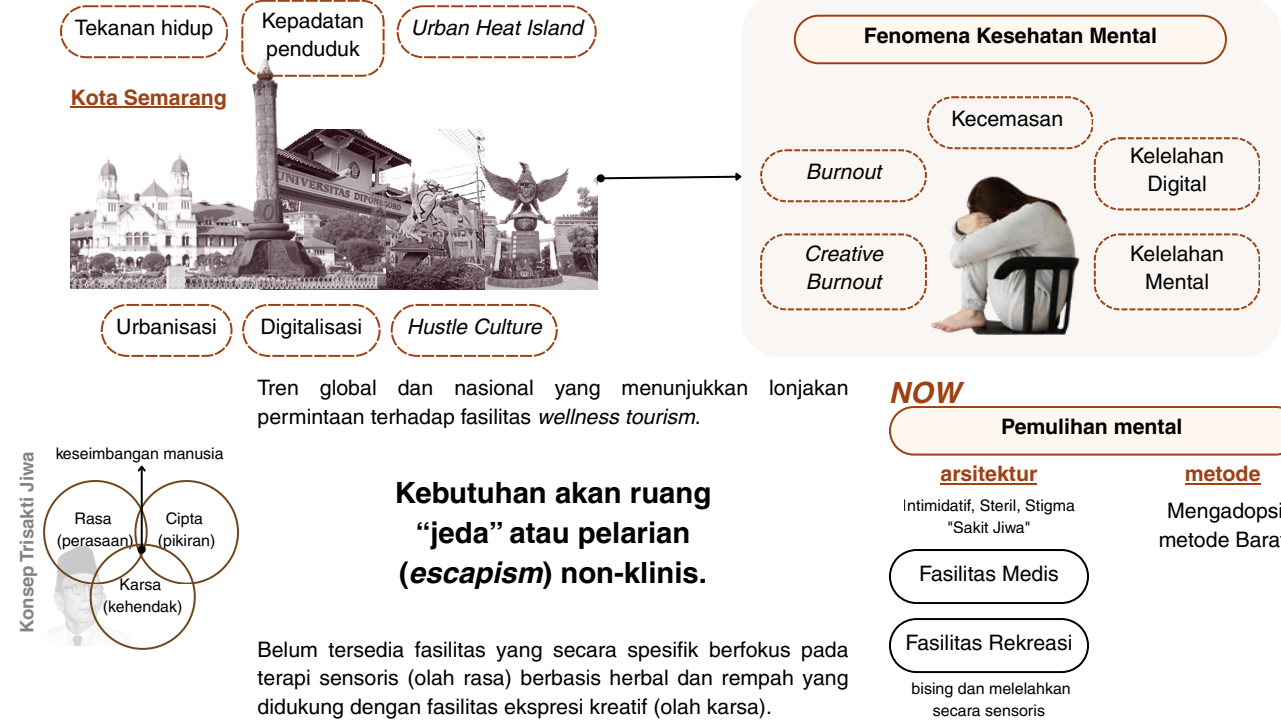 Tekanan hidup
Kepadatan
penduduk
Urban Heat Island
Kota Semarang
UNIVERSITAS DIPONEGORO
Urbanisasi
Digitalisasi
Hustle Culture
Fenomena Kesehatan Mental
Kecemasan
Burnout
Kelelahan
Digital
Creative
Burnout
Kelelahan
Mental
Tren global dan nasional yang menunjukkan lonjakan
permintaan terhadap fasilitas wellness tourism.
Konsep Trisakti Jiwa
keseimbangan manusia
Rasa
(perasaan)
Cipta
(pikiran)
Karsa
(kehendak)
Kebutuhan akan ruang
“jeda” atau pelarian
(escapism) non-klinis.
Belum tersedia fasilitas yang secara spesifik berfokus pada
terapi sensoris (olah rasa) berbasis herbal dan rempah yang
didukung dengan fasilitas ekspresi kreatif (olah karsa).
NOW
Pemulihan mental
arsitektur
Intimidatif, Steril, Stigma
"Sakit Jiwa"
Fasilitas Medis
Fasilitas Rekreasi
bising dan melelahkan
secara sensoris
metode
Mengadopsi
metode Barat